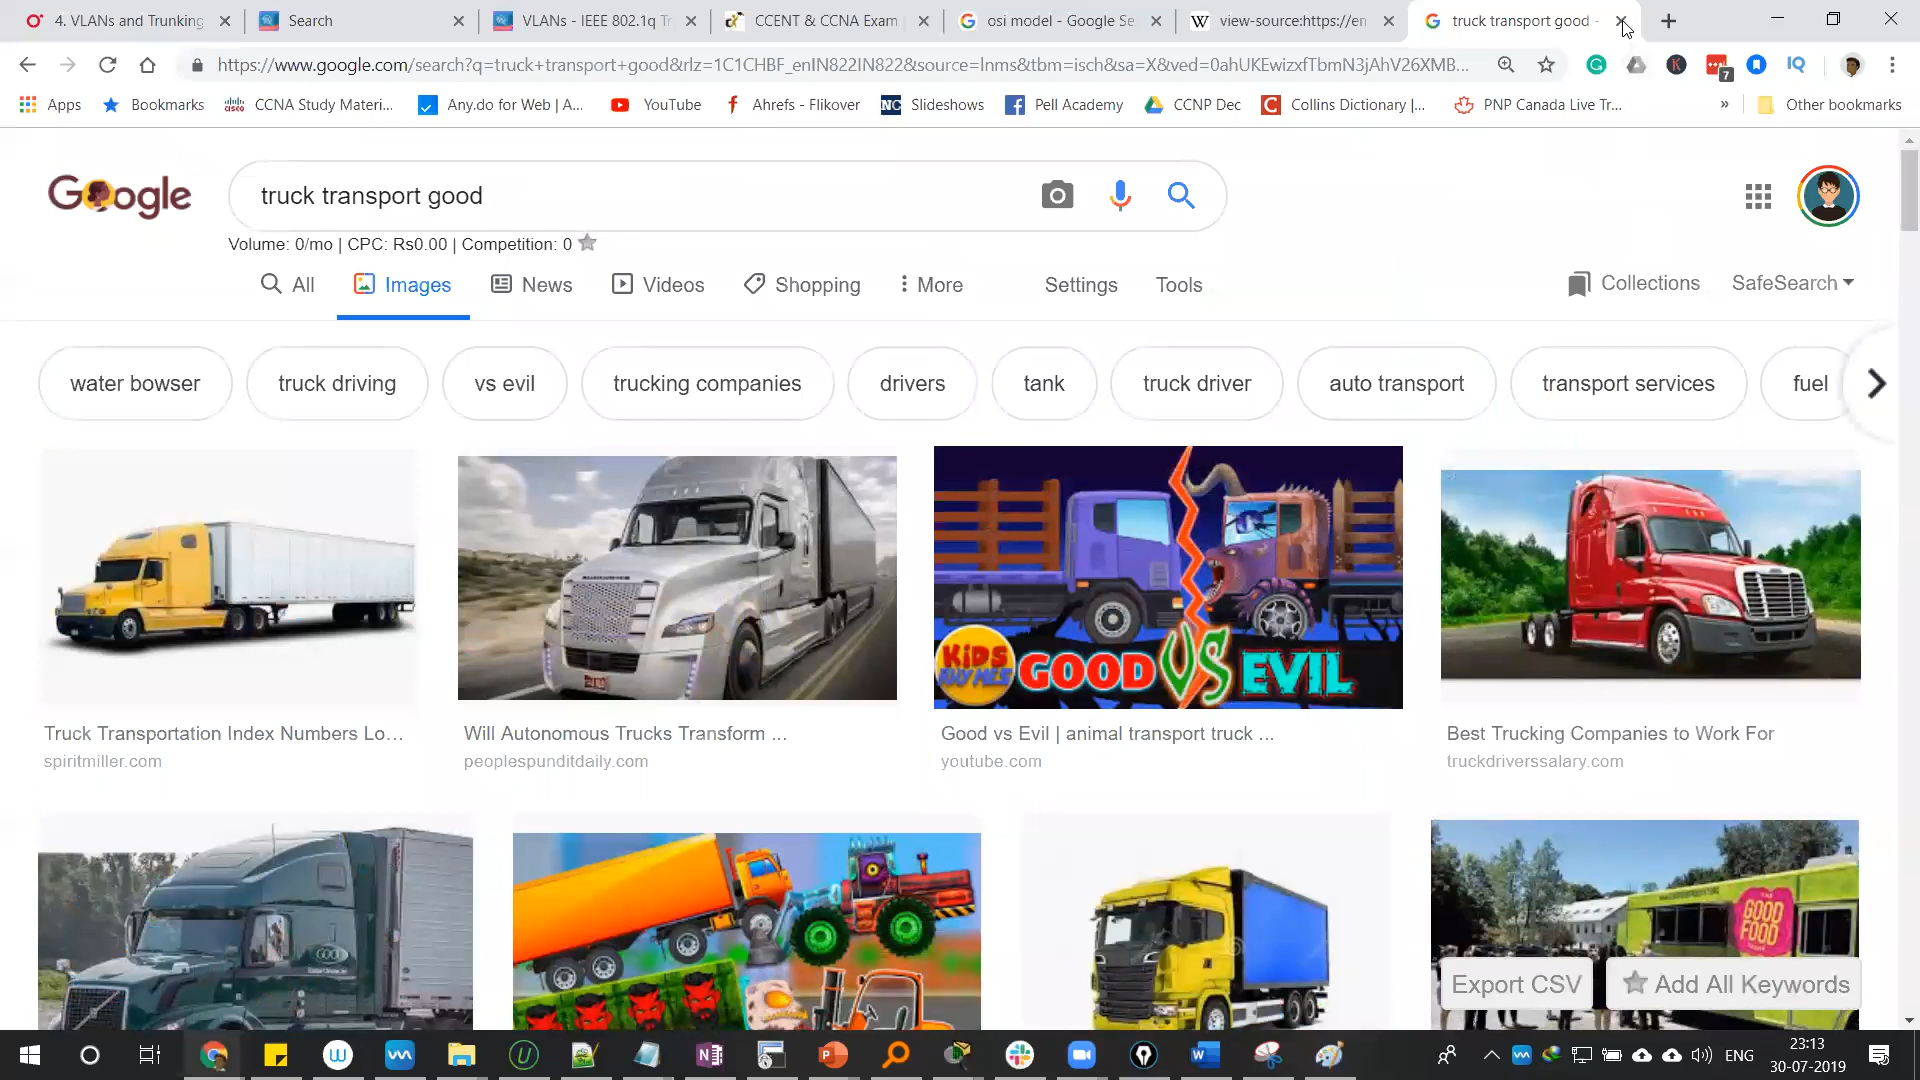 4. VLANs and Trunking
Search
VLANs - IEEE 802.1q Tr
CCENT & CCNA Exam
osi model - Google Se
view-source:https://en
truck transport good -
https://www.google.com/search?q=truck+transport+good&rlz=1C1CHBF_enIN822IN822&source=lnms&tbm=isch&sa=X&ved=0ahUKEwizxfTbmN3jAhV26XMB...
7
IQ
Apps
Bookmarks
CCNA Study Materi...
Any.do for Web | A...
YouTube
Ahrefs - Flikover
NC Slideshows
Pell Academy
CCNP Dec
Collins Dictionary |...
PNP Canada Live Tr...
»
Other bookmarks
Google
truck transport good
Volume: 0/mo | CPC: Rs0.00 | Competition: 0
All
Images
News
Videos
Shopping
More
Settings
Tools
Collections
SafeSearch
water bowser
truck driving
vs evil
trucking companies
drivers
tank
truck driver
auto transport
transport services
fuel
KiDS
RHYMES
GOOD VS EVIL
Truck Transportation Index Numbers Lo...
spiritmiller.com
Will Autonomous Trucks Transform ...
peoplespunditdaily.com
Good vs Evil | animal transport truck ...
youtube.com
Best Trucking Companies to Work For
truckdriverssalary.com
GOOD
FOOD
Export CSV
Add All Keywords
ENG
23:13
30-07-2019